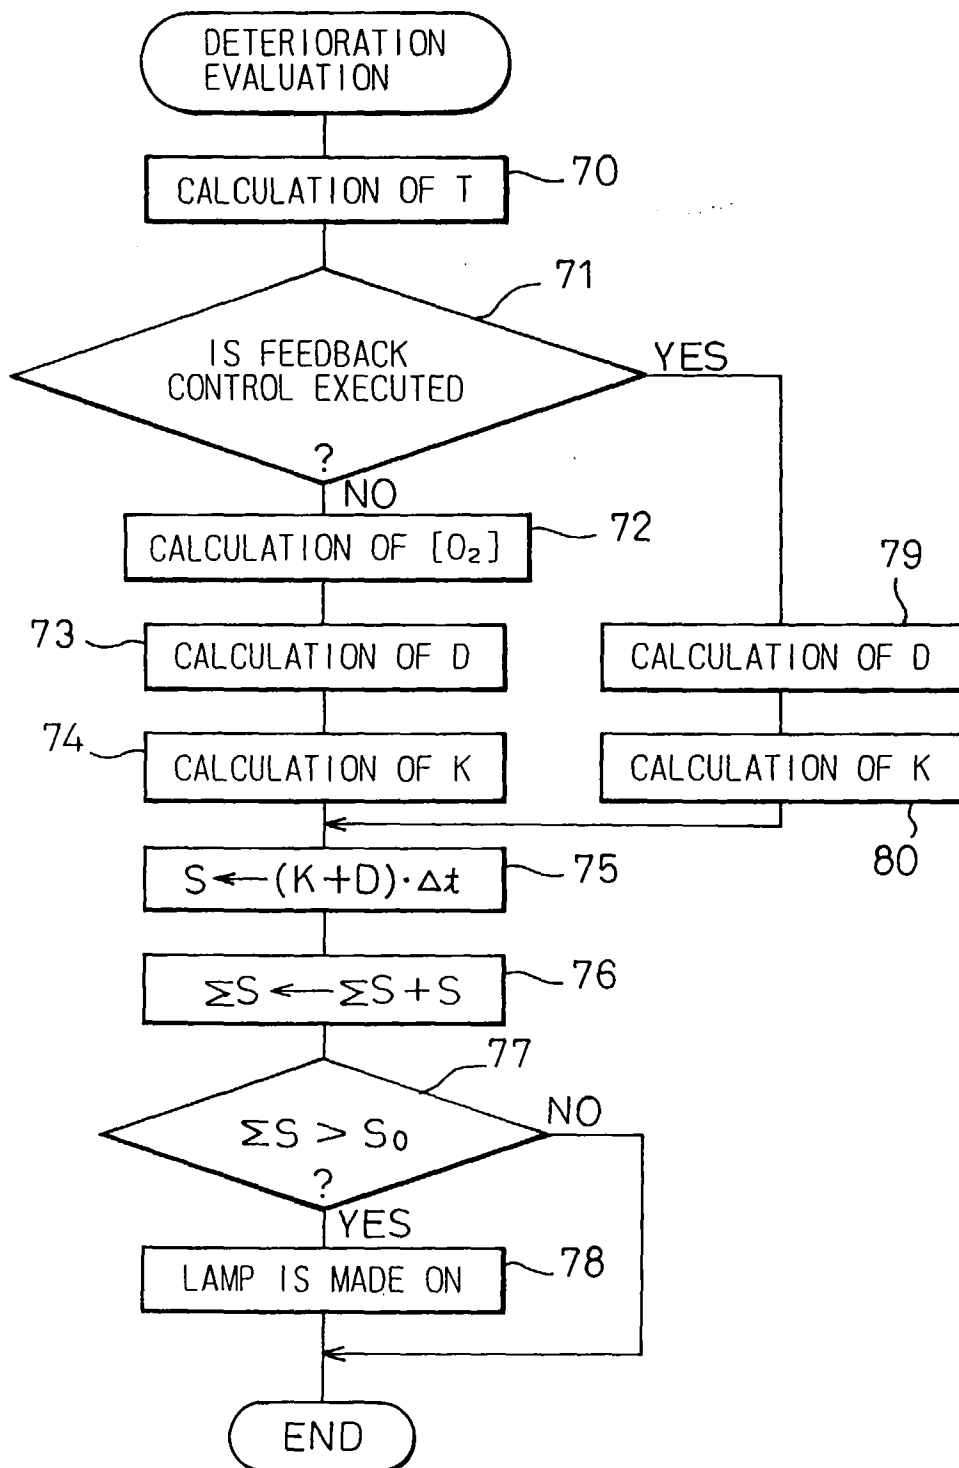 DETERIORATION
EVALUATION
CALCULATION OF T
70
71
IS FEEDBACK
CONTROL EXECUTED
?
YES
NO
CALCULATION OF [O₂]
72
73
CALCULATION OF D
79
CALCULATION OF D
74
CALCULATION OF K
CALCULATION OF K
80
S←(K+D)·Δt
75
ΣS←ΣS+S
76
77
ΣS > S₀
?
NO
YES
LAMP IS MADE ON
78
END